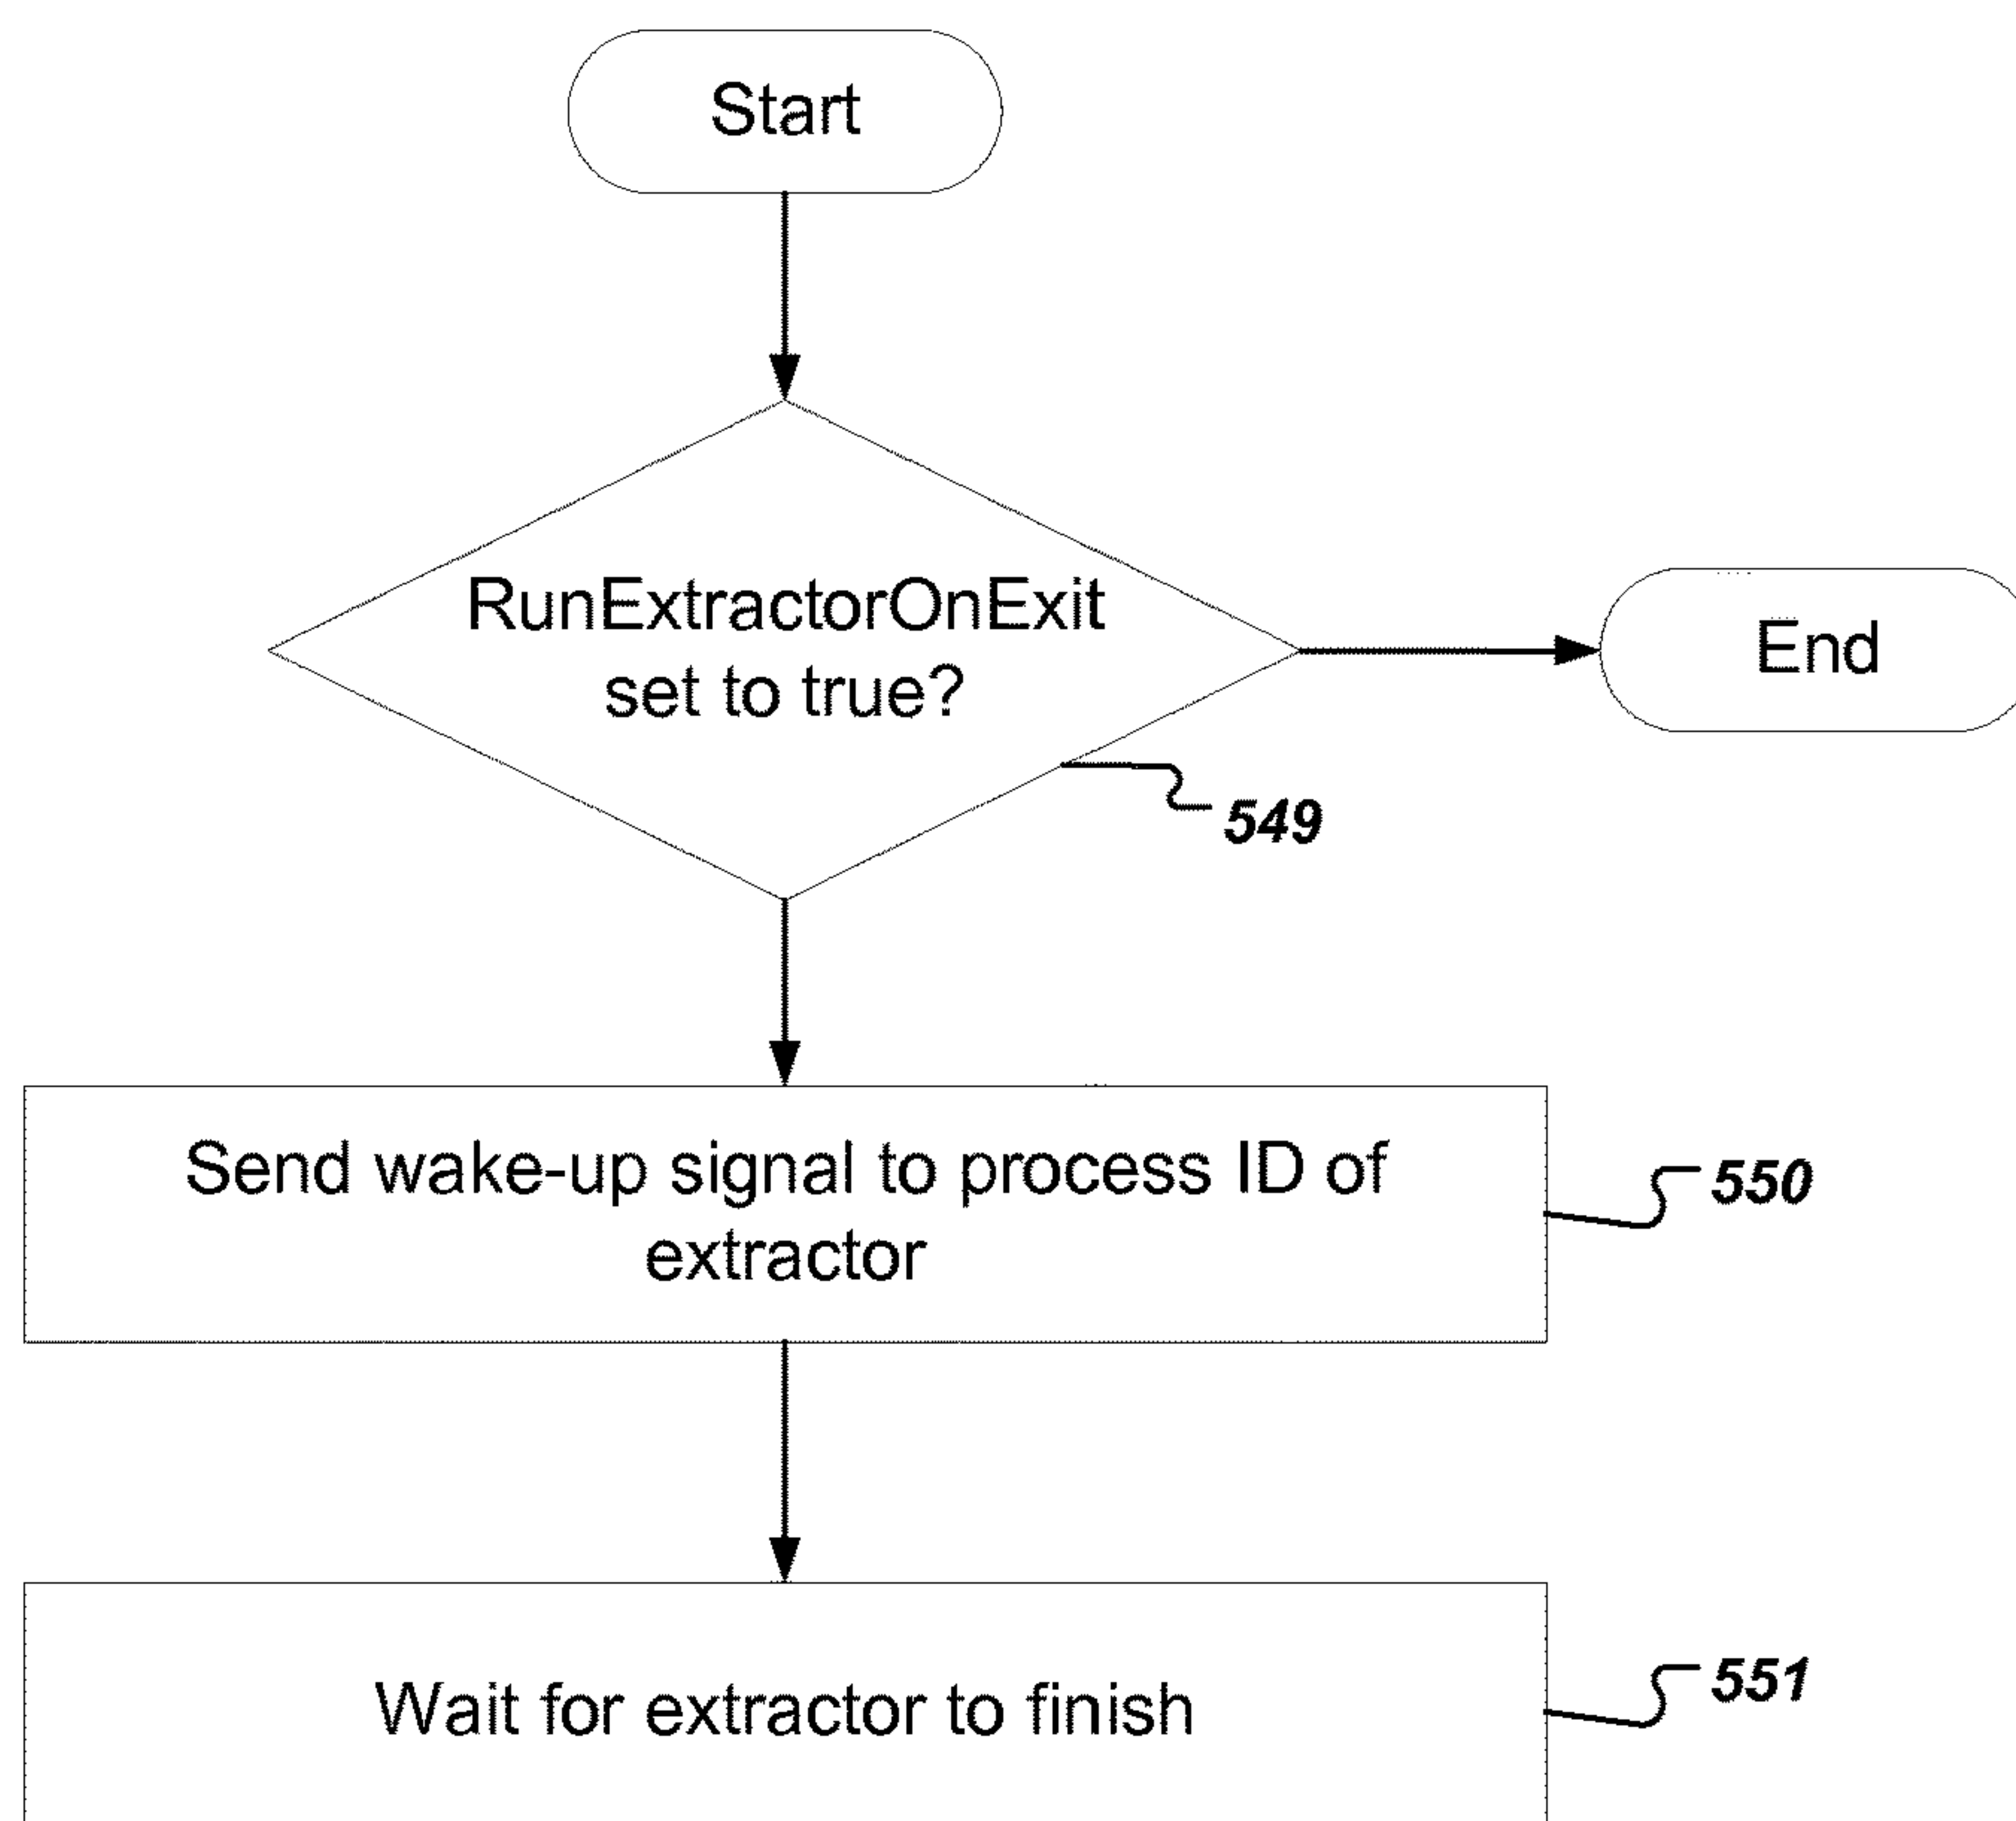 Start
RunExtractorOnExit
set to true?
End
549
Send wake-up signal to process ID of
extractor
550
Wait for extractor to finish
551